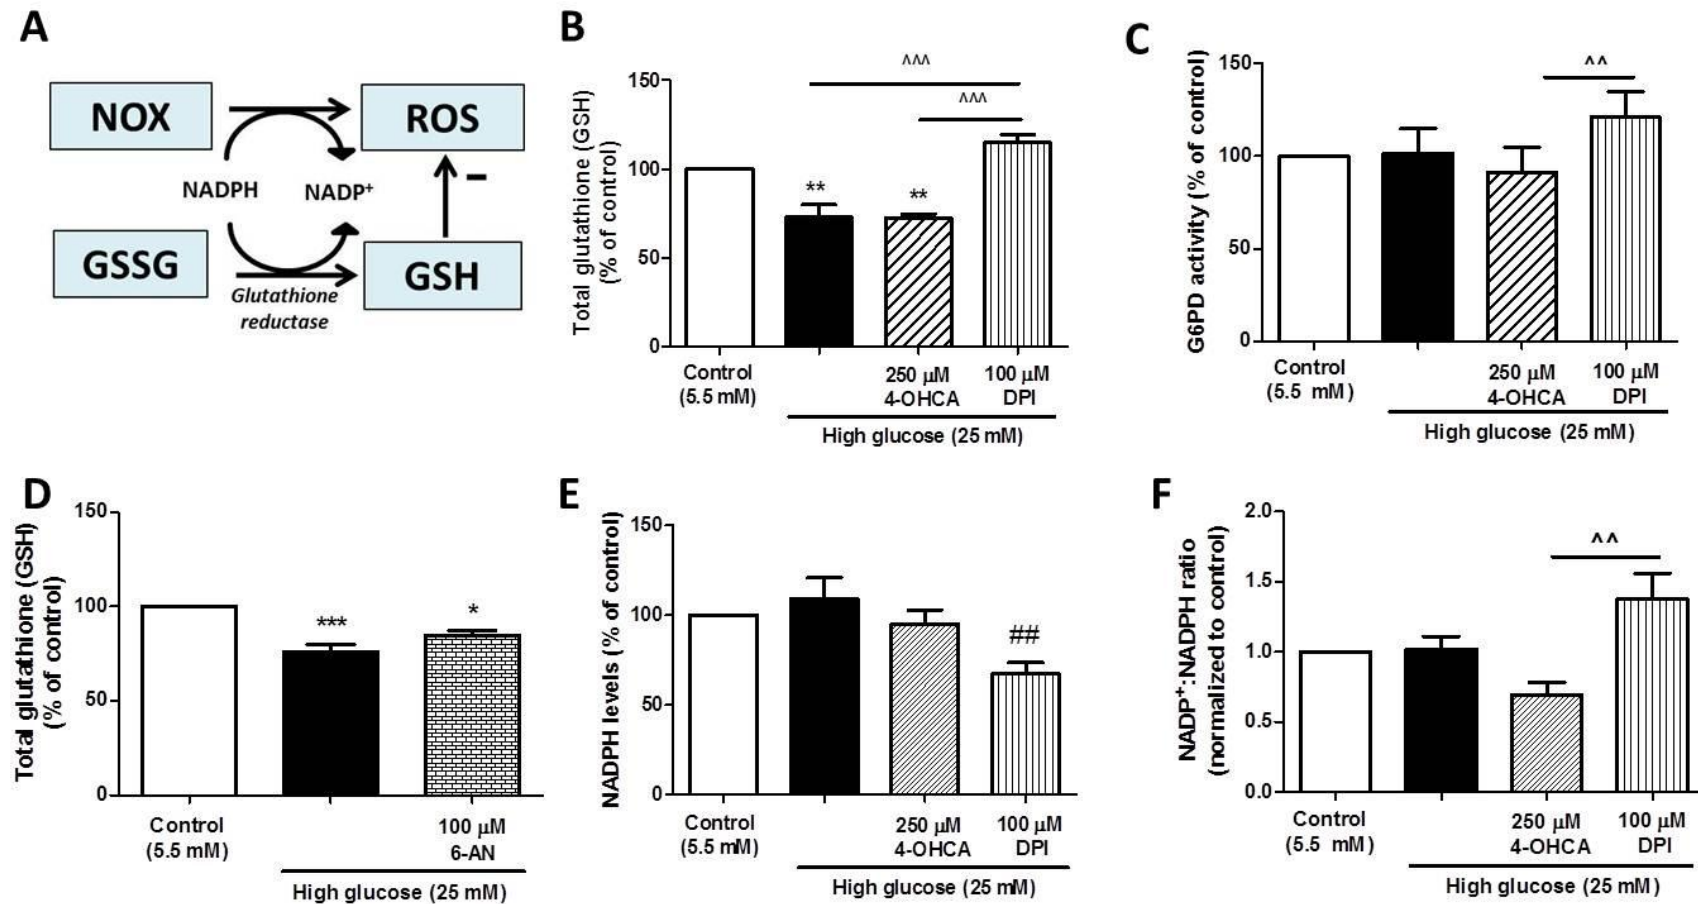 A
NOX
ROS
NADPH
NADP+
–
GSSG
GSH
Glutathione
reductase
B
Total glutathione (GSH)
(% of control)
150
100
50
0
^^^
^^^
**
**
Control
(5.5 mM)
250 µM
4-OHCA
100 µM
DPI
High glucose (25 mM)
C
G6PD activity (% of control)
150
100
50
0
^^
Control
(5.5 mM)
250 µM
4-OHCA
100 µM
DPI
High glucose (25 mM)
D
Total glutathione (GSH)
(% of control)
150
100
50
0
***
*
Control
(5.5 mM)
100 µM
6-AN
High glucose (25 mM)
E
NADPH levels (% of control)
150
100
50
0
##
Control
(5.5 mM)
250 µM
4-OHCA
100 µM
DPI
High glucose (25 mM)
F
NADP+:NADPH ratio
(normalized to control)
2.0
1.5
1.0
0.5
0.0
^^
Control
(5.5 mM)
250 µM
4-OHCA
100 µM
DPI
High glucose (25 mM)